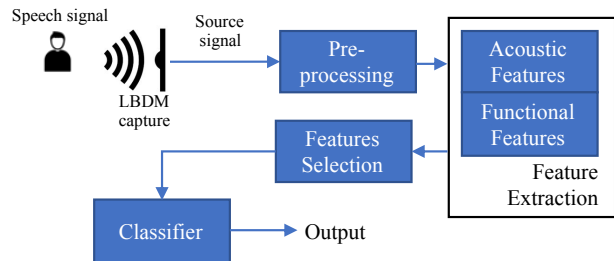 Speech signal
Source
signal
LBDM
capture
Pre-
processing
Acoustic
Features
Functional
Features
Feature
Extraction
Features
Selection
Classifier
Output